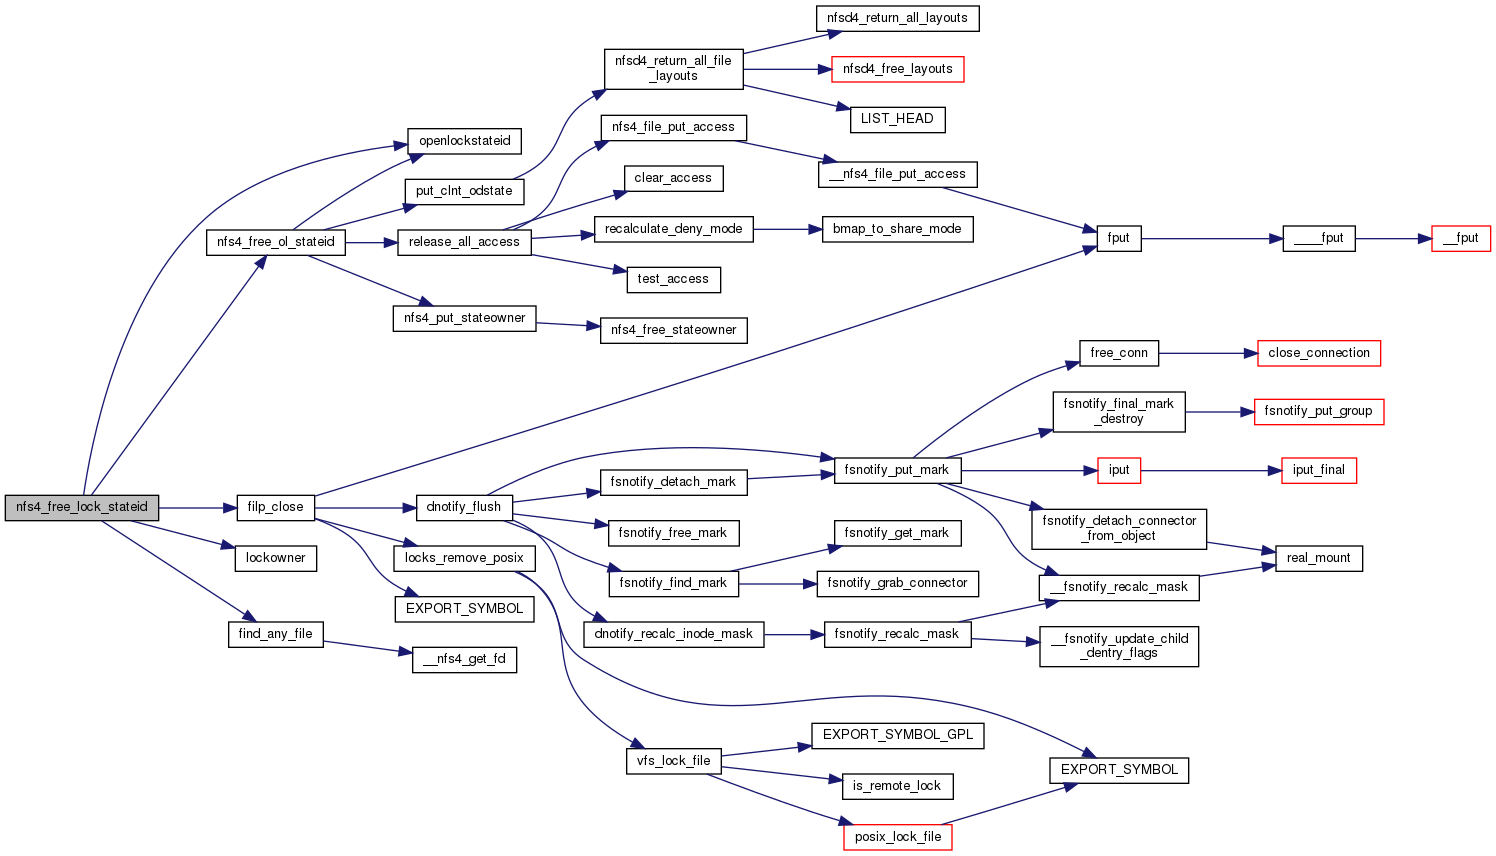 nfsd4_return_all_layouts
nfsd4_return_all_file
_layouts
nfsd4_free_layouts
LIST_HEAD
nfs4_file_put_access
openlockstateid
__nfs4_file_put_access
clear_access
put_clnt_odstate
recalculate_deny_mode
bmap_to_share_mode
nfs4_free_ol_stateid
release_all_access
fput
____fput
__fput
test_access
nfs4_put_stateowner
nfs4_free_stateowner
free_conn
close_connection
fsnotify_final_mark
_destroy
fsnotify_put_group
fsnotify_put_mark
iput
iput_final
fsnotify_detach_mark
nfs4_free_lock_stateid
filp_close
dnotify_flush
fsnotify_detach_connector
_from_object
fsnotify_free_mark
fsnotify_get_mark
lockowner
locks_remove_posix
real_mount
fsnotify_find_mark
fsnotify_grab_connector
__fsnotify_recalc_mask
EXPORT_SYMBOL
find_any_file
dnotify_recalc_inode_mask
fsnotify_recalc_mask
__fsnotify_update_child
_dentry_flags
__nfs4_get_fd
EXPORT_SYMBOL_GPL
vfs_lock_file
EXPORT_SYMBOL
is_remote_lock
posix_lock_file